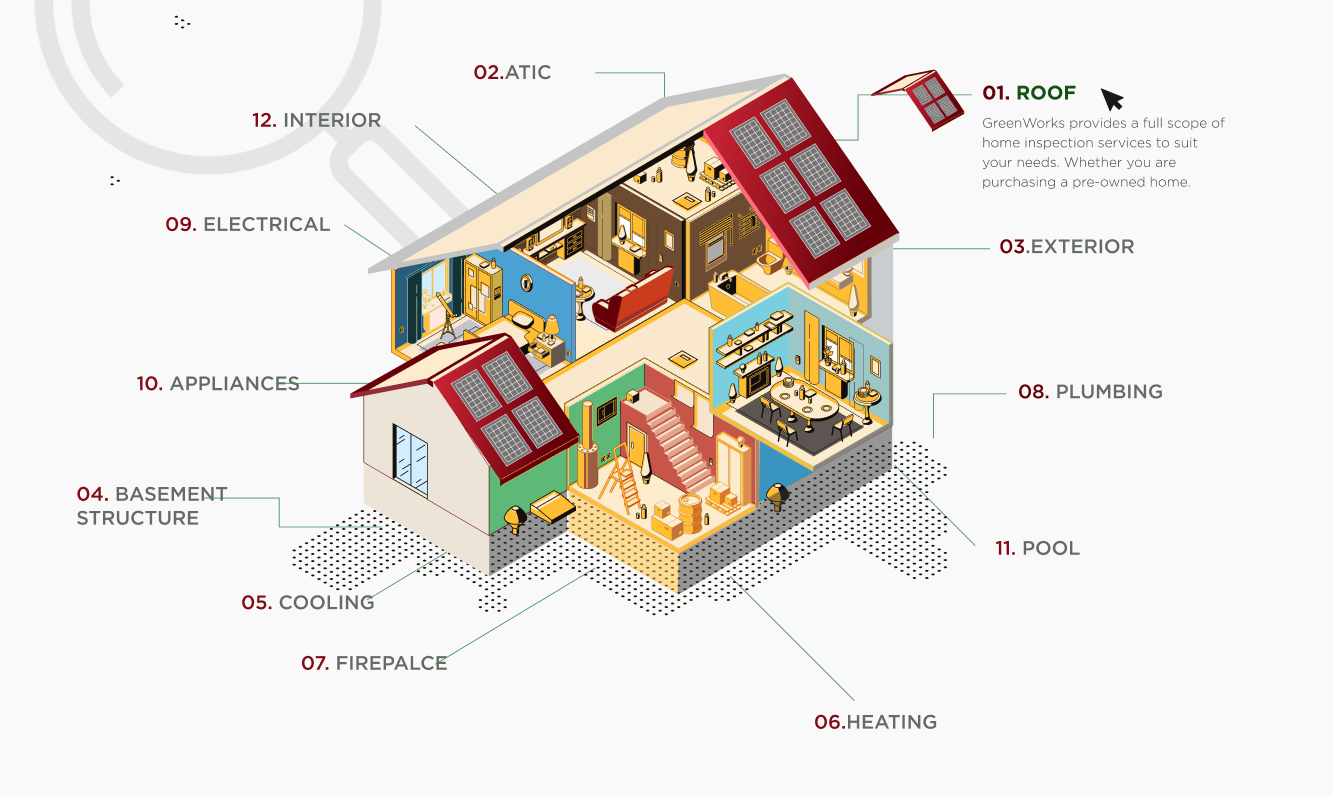 02.ATIC
01. ROOF
GreenWorks provides a full scope of
home inspection services to suit
your needs. Whether you are
purchasing a pre-owned home.
12. INTERIOR
09. ELECTRICAL
03.EXTERIOR
10. APPLIANCES
08. PLUMBING
04. BASEMENT
STRUCTURE
11. POOL
05. COOLING
07. FIREPALCE
06.HEATING